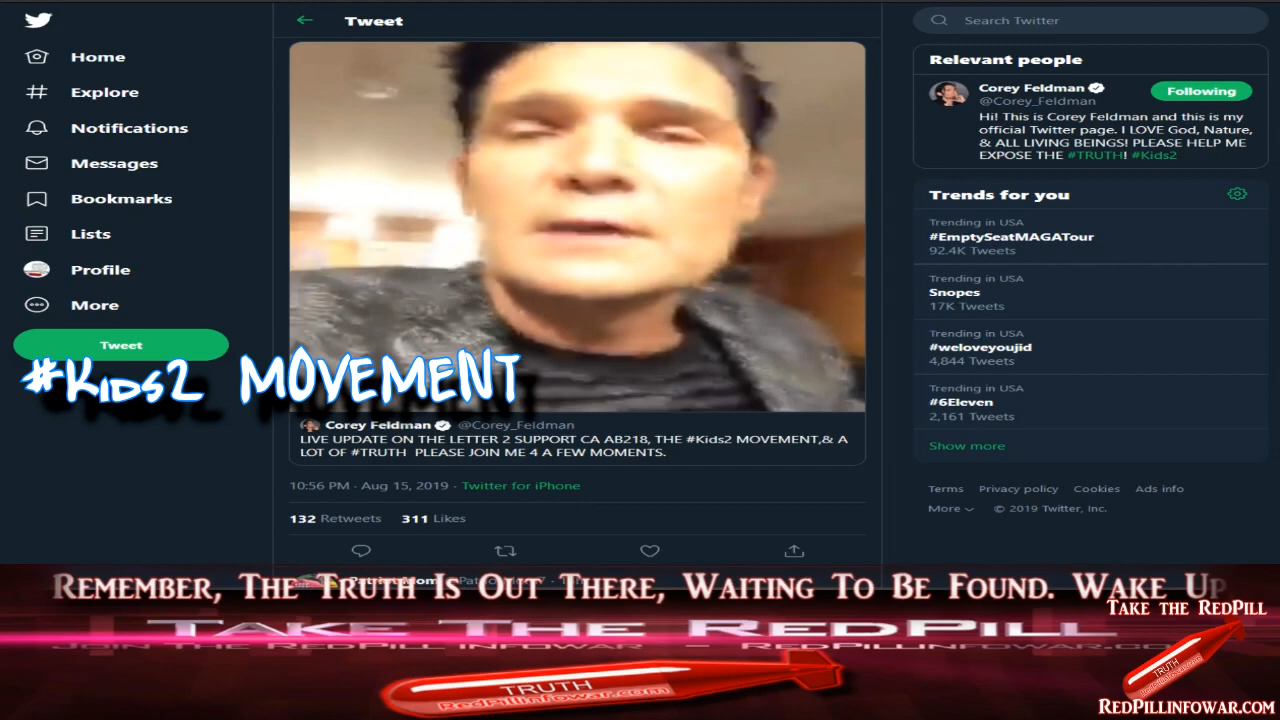 Home
Explore
Notifications
Messages
Bookmarks
Lists
Profile
More
Tweet
#Kids2 MOVEMENT
Tweet
Corey Feldman @Corey_Feldman
LIVE UPDATE ON THE LETTER 2 SUPPORT CA AB218, THE #Kids2 MOVEMENT,& A
LOT OF #TRUTH PLEASE JOIN ME 4 A FEW MOMENTS.
10:56 PM · Aug 15, 2019 · Twitter for iPhone
132 Retweets 311 Likes
Search Twitter
Relevant people
Corey Feldman
@Corey_Feldman
Following
Hi! This is Corey Feldman and this is my
official Twitter page. I LOVE God, Nature,
& ALL LIVING BEINGS! PLEASE HELP ME
EXPOSE THE #TRUTH! #Kids2
Trends for you
Trending in USA
#EmptySeatMAGATour
92.4K Tweets
Trending in USA
Snopes
17K Tweets
Trending in USA
#weloveyoujid
4,844 Tweets
Trending in USA
#6Eleven
2,161 Tweets
Show more
Terms Privacy policy Cookies Ads info
More © 2019 Twitter, Inc.
Remember, The Truth Is Out There, Waiting To Be Found. Wake Up
Take The RedPill
Join The RedPill Infowar – RedPillInfowar.co
TRUTH
RedPillinfowar.com
Take the RedPill
TRUTH
RedPillinfowar.com